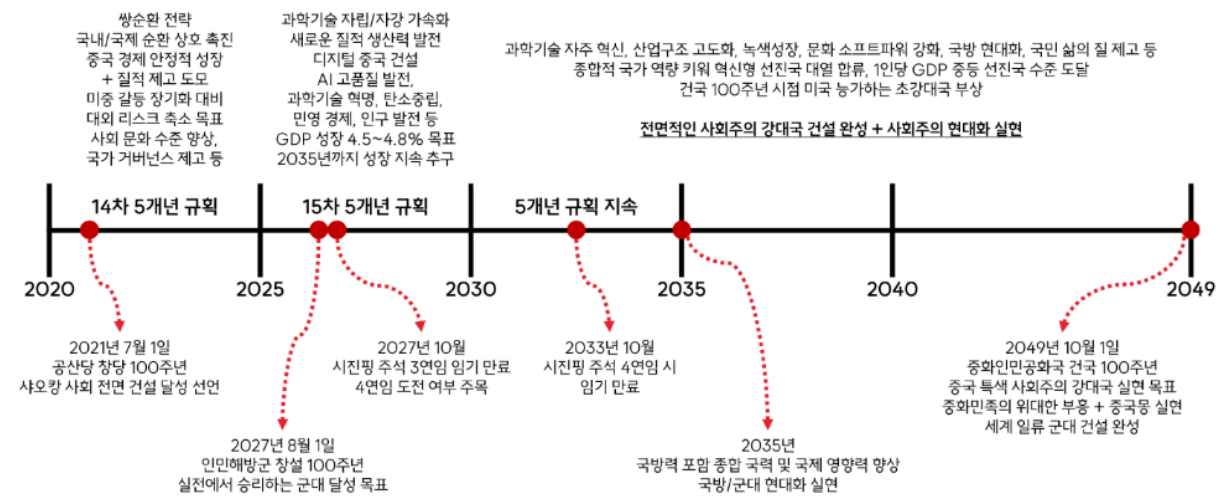 쌍순환 전략
국내/국제 순환 상호 촉진
중국 경제 안정적 성장
+ 질적 제고 도모
미중 갈등 장기화 대비
대외 리스크 축소 목표
사회 문화 수준 향상,
국가 거버넌스 제고 등
과학기술 자립/자강 가속화
새로운 질적 생산력 발전
디지털 중국 건설
AI 고품질 발전,
과학기술 혁명, 탄소중립,
민영 경제, 인구 발전 등
GDP 성장 4.5~4.8% 목표
2035년까지 성장 지속 추구
과학기술 자주 혁신, 산업구조 고도화, 녹색성장, 문화 소프트파워 강화, 국방 현대화, 국민 삶의 질 제고 등
종합적 국가 역량 키워 혁신형 선진국 대열 합류, 1인당 GDP 중등 선진국 수준 도달
건국 100주년 시점 미국 능가하는 초강대국 부상
전면적인 사회주의 강대국 건설 완성 + 사회주의 현대화 실현
14차 5개년 규획
15차 5개년 규획
5개년 규획 지속
2020
2025
2030
2035
2040
2049
2021년 7월 1일
공산당 창당 100주년
샤오캉 사회 전면 건설 달성 선언
2027년 10월
시진핑 주석 3연임 임기 만료
4연임 도전 여부 주목
2033년 10월
시진핑 주석 4연임 시
임기 만료
2049년 10월 1일
중화인민공화국 건국 100주년
중국 특색 사회주의 강대국 실현 목표
중화민족의 위대한 부흥 + 중국몽 실현
세계 일류 군대 건설 완성
2027년 8월 1일
인민해방군 창설 100주년
실전에서 승리하는 군대 달성 목표
2035년
국방력 포함 종합 국력 및 국제 영향력 향상
국방/군대 현대화 실현